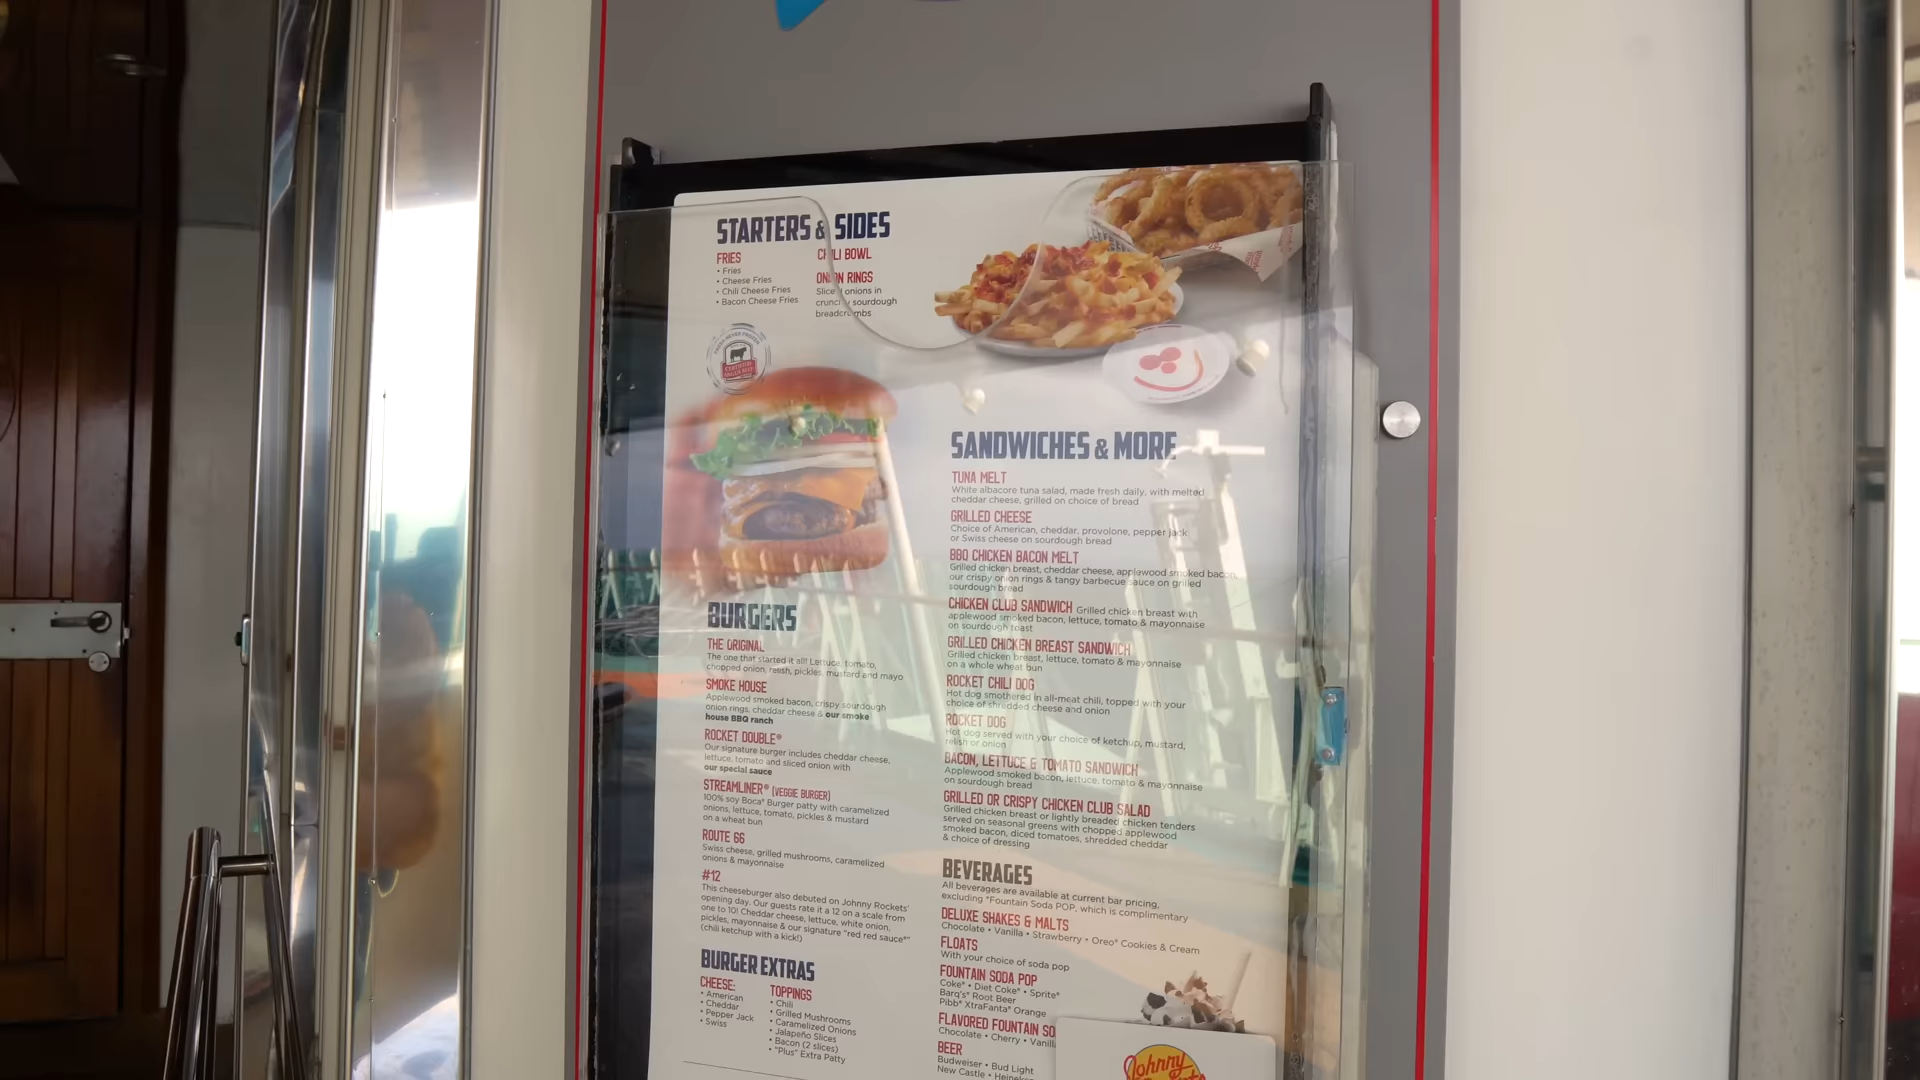 STARTERS & SIDES
FRIES
• Fries
• Cheese Fries
• Chili Cheese Fries
• Bacon Cheese Fries
CHILI BOWL
ONION RINGS
Sliced onions in
crunchy sourdough
breadcrumbs
BURGERS
THE ORIGINAL
The one that started it all! Lettuce, tomato,
chopped onion, relish, pickles, mustard and mayo
SMOKE HOUSE
Applewood smoked bacon, crispy sourdough
onion rings, cheddar cheese & our smoke
house BBQ ranch
ROCKET DOUBLE®
Our signature burger includes cheddar cheese,
lettuce, tomato and sliced onion with
our special sauce
STREAMLINER® (VEGGIE BURGER)
100% soy Boca® Burger patty with caramelized
onions, lettuce, tomato, pickles & mustard
on a wheat bun
ROUTE 66
Swiss cheese, grilled mushrooms, caramelized
onions & mayonnaise
#12
This cheeseburger also debuted on Johnny Rockets'
opening day. Our guests rate it a 12 on a scale from
one to 10! Cheddar cheese, lettuce, white onion,
pickles, mayonnaise & our signature "red red sauce®"
(chili ketchup with a kick!)
BURGER EXTRAS
CHEESE:
• American
• Cheddar
• Pepper Jack
• Swiss
TOPPINGS
• Chili
• Grilled Mushrooms
• Caramelized Onions
• Jalapeño Slices
• Bacon (2 slices)
• "Plus" Extra Patty
SANDWICHES & MORE
TUNA MELT
White albacore tuna salad, made fresh daily, with melted
cheddar cheese, grilled on choice of bread
GRILLED CHEESE
Choice of American, cheddar, provolone, pepper jack
or Swiss cheese on sourdough bread
BBQ CHICKEN BACON MELT
Grilled chicken breast, cheddar cheese, applewood smoked bacon,
our crispy onion rings & tangy barbecue sauce on grilled
sourdough bread
CHICKEN CLUB SANDWICH Grilled chicken breast with
applewood smoked bacon, lettuce, tomato & mayonnaise
on sourdough toast
GRILLED CHICKEN BREAST SANDWICH
Grilled chicken breast, lettuce, tomato & mayonnaise
on a whole wheat bun
ROCKET CHILI DOG
Hot dog smothered in all-meat chili, topped with your
choice of shredded cheese and onion
ROCKET DOG
Hot dog served with your choice of ketchup, mustard,
relish or onion
BACON, LETTUCE & TOMATO SANDWICH
Applewood smoked bacon, lettuce, tomato & mayonnaise
on sourdough bread
GRILLED OR CRISPY CHICKEN CLUB SALAD
Grilled chicken breast or lightly breaded chicken tenders
served on seasonal greens with chopped applewood
smoked bacon, diced tomatoes, shredded cheddar
& choice of dressing
BEVERAGES
All beverages are available at current bar pricing,
excluding *Fountain Soda POP, which is complimentary
DELUXE SHAKES & MALTS
Chocolate • Vanilla • Strawberry • Oreo® Cookies & Cream
FLOATS
With your choice of soda pop
FOUNTAIN SODA POP
Coke® • Diet Coke® • Sprite®
Barq's® Root Beer
Pibb® XtraFanta® Orange
FLAVORED FOUNTAIN SO
Chocolate • Cherry • Vanill
BEER
Budweiser • Bud Light
New Castle • Heineke
Johnny